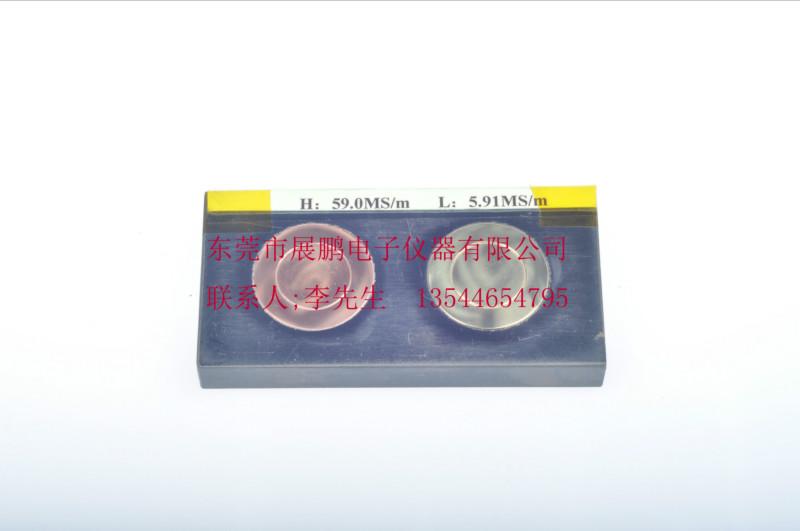 H： 59.0MS/m L： 5.91MS/m
东莞市展鹏电子仪器有限公司
联系人;李先生 13544654795